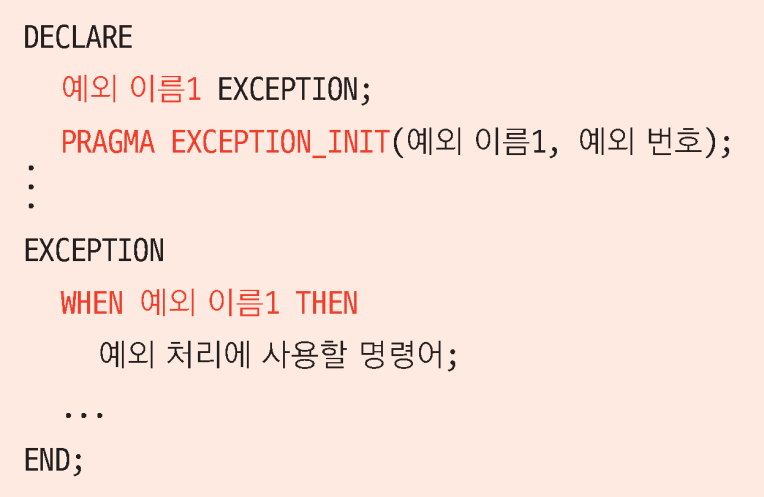 DECLARE
예외 이름1 EXCEPTION;
PRAGMA EXCEPTION_INIT(예외 이름1, 예외 번호);
:
EXCEPTION
WHEN 예외 이름1 THEN
예외 처리에 사용할 명령어;
...
END;